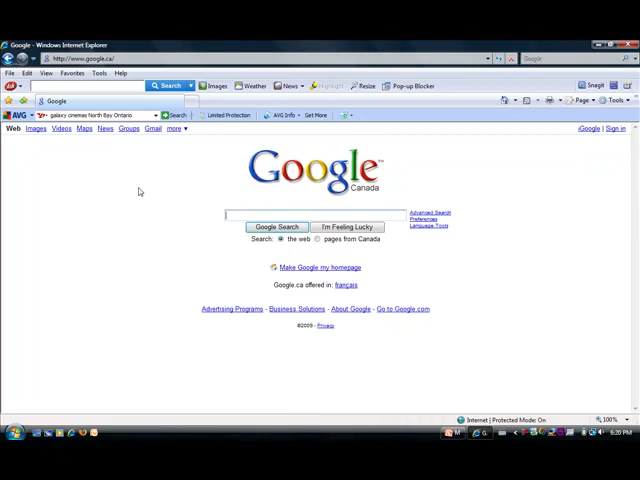 Google - Windows Internet Explorer
http://www.google.ca/
Google
File Edit View Favorites Tools Help
Ask Search Images Weather News Highlight Resize Pop-up Blocker Snagit
Google Page Tools
AVG galaxy cinemas North Bay Ontario Search Limited Protection AVG Info Get More
Web Images Videos Maps News Groups Gmail more iGoogle | Sign in
Google™
Canada
Advanced Search
Preferences
Language Tools
Google Search I'm Feeling Lucky
Search: the web pages from Canada
Make Google my homepage
Google.ca offered in: français
Advertising Programs - Business Solutions - About Google - Go to Google.com
©2009 - Privacy
Internet | Protected Mode: On 100%
M G. 8:20 PM